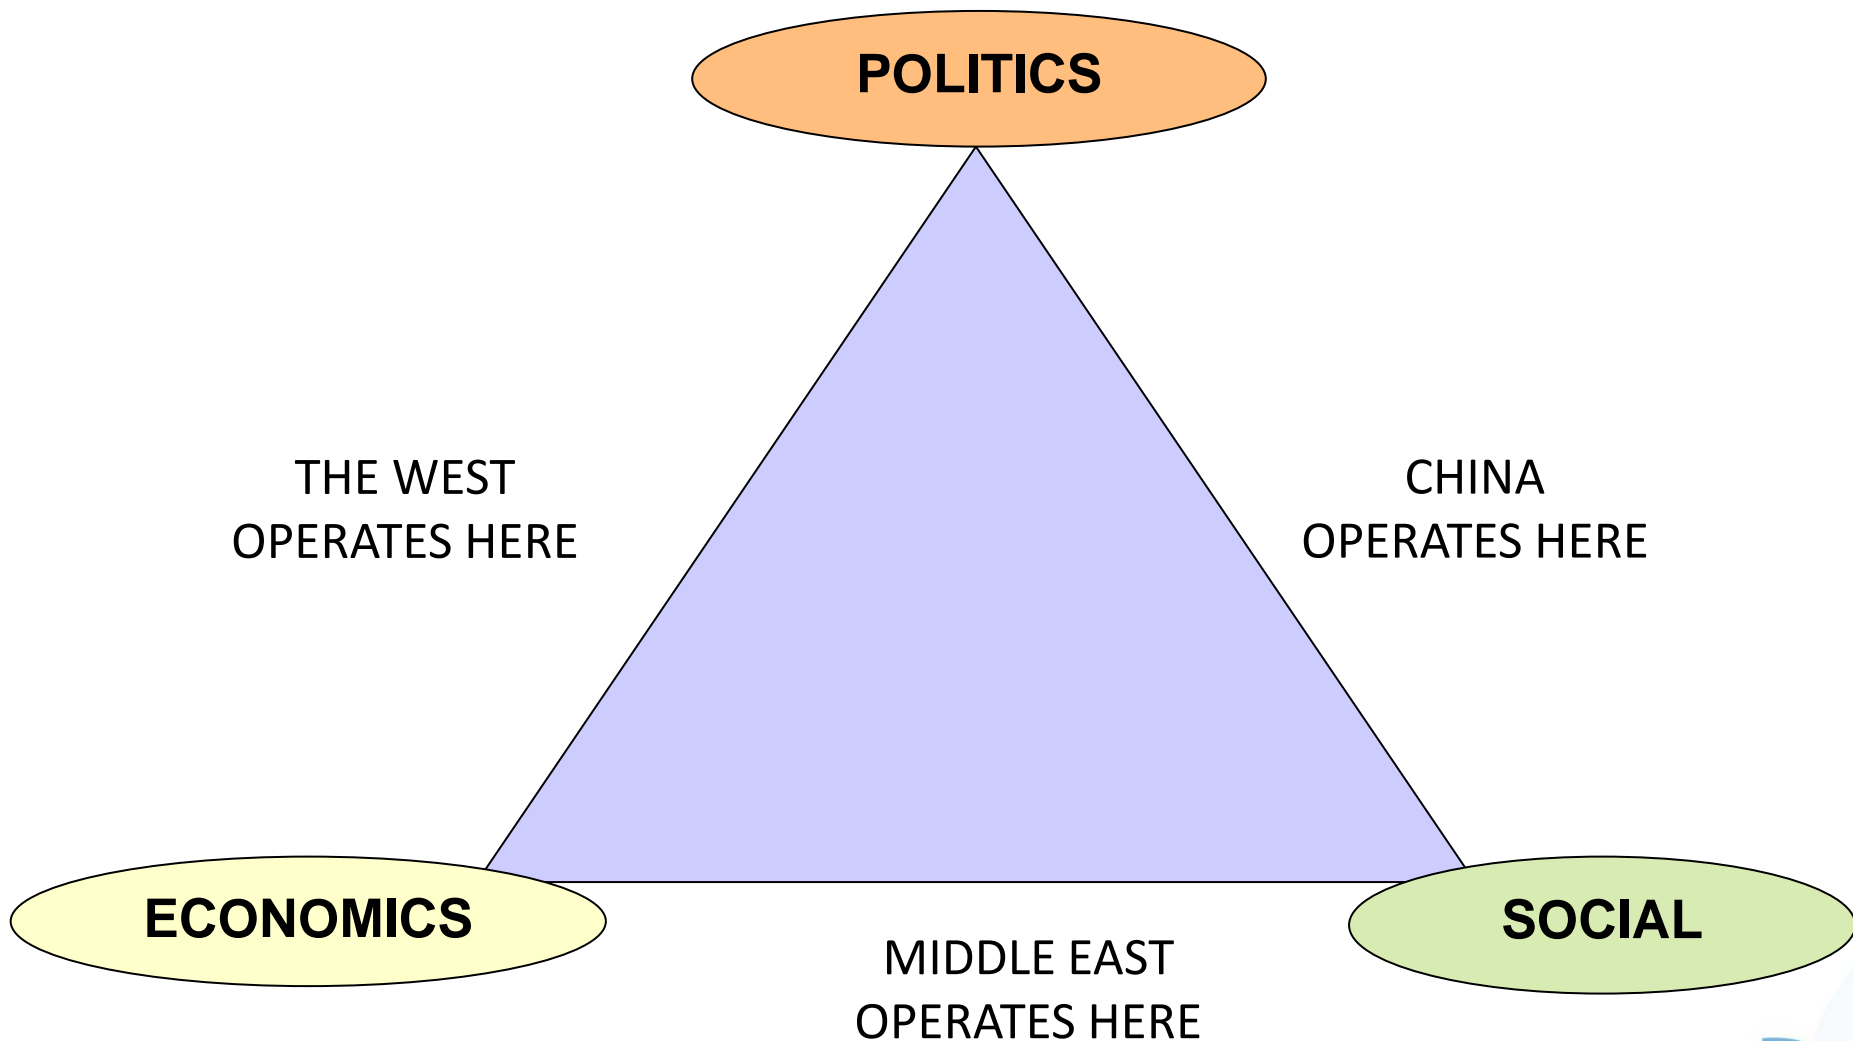 POLITICS
THE WEST
OPERATES HERE
CHINA
OPERATES HERE
ECONOMICS
SOCIAL
MIDDLE EAST
OPERATES HERE